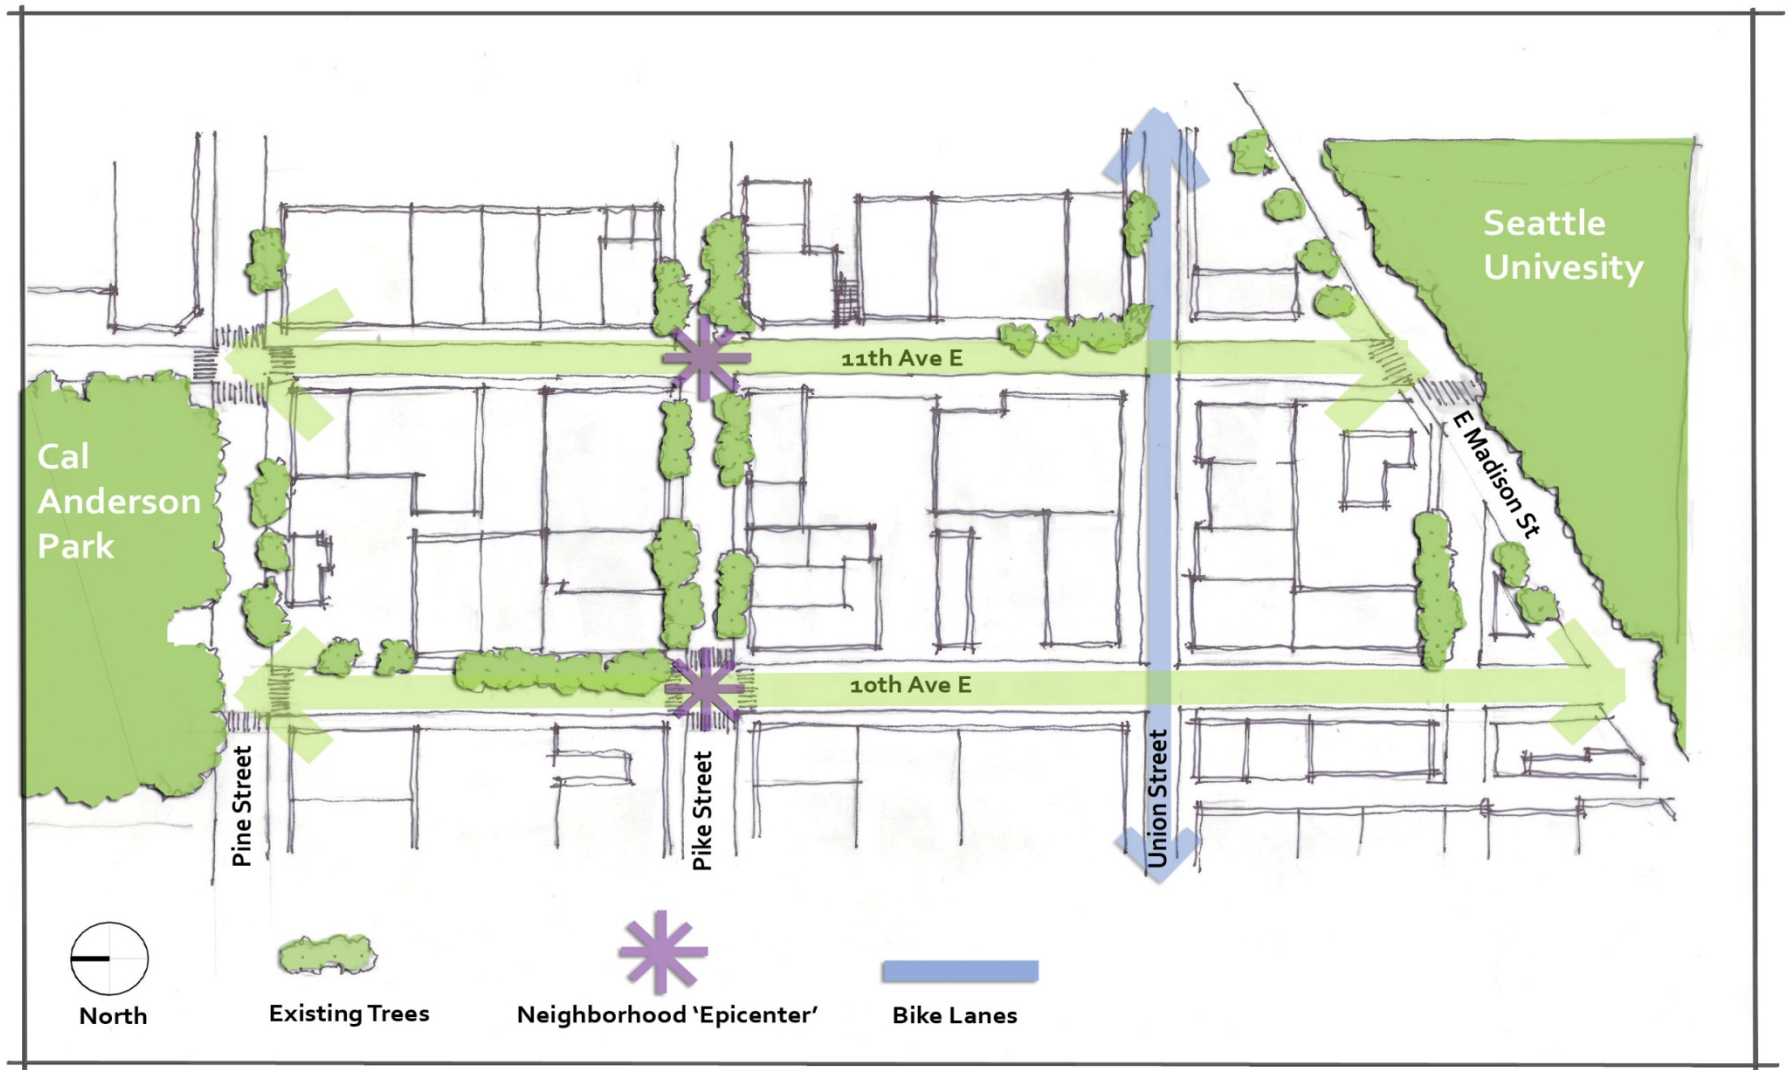 Seattle
Univesity
11th Ave E
E Madison St
Cal
Anderson
Park
10th Ave E
Pine Street
Pike Street
Union Street
North
Existing Trees
Neighborhood ‘Epicenter’
Bike Lanes